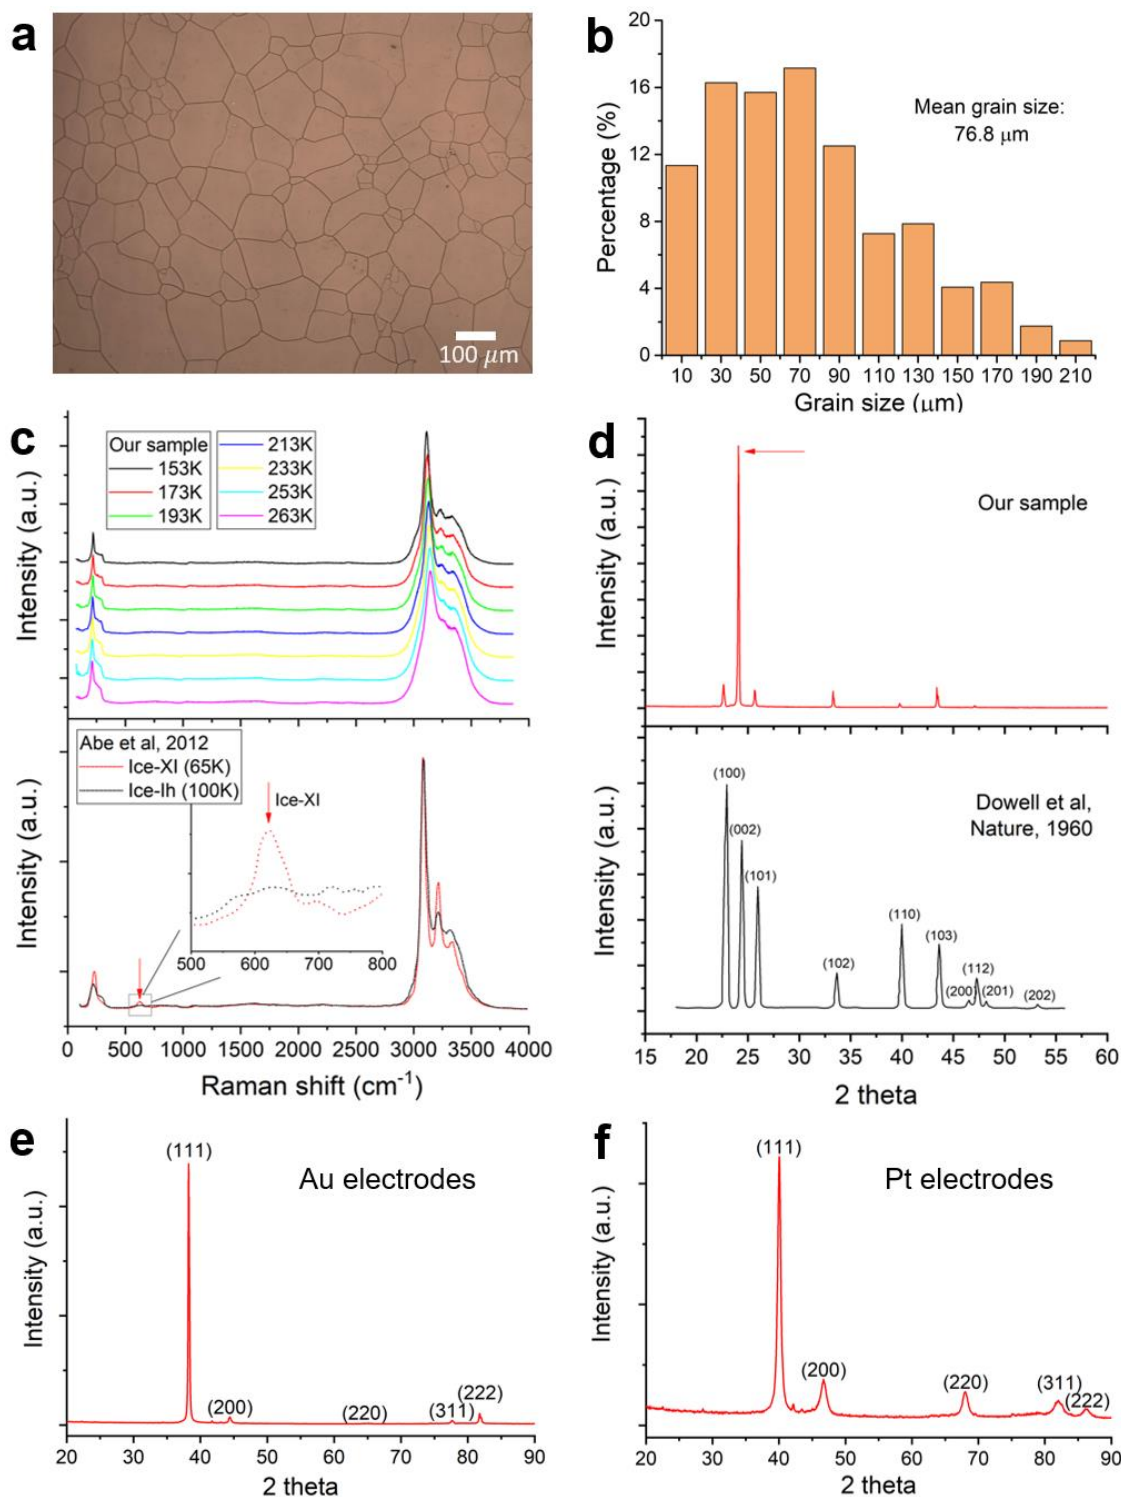 a
100 μm
b
20
16
12
8
4
0
Percentage (%)
Mean grain size:
76.8 μm
10 30 50 70 90 110 130 150 170 190 210
Grain size (μm)
c
Intensity (a.u.)
Our sample
153K
173K
193K
213K
233K
253K
263K
Intensity (a.u.)
Abe et al, 2012
Ice-XI (65K)
Ice-Ih (100K)
Ice-XI
500 600 700 800
0 500 1000 1500 2000 2500 3000 3500 4000
Raman shift (cm-1)
d
Intensity (a.u.)
Our sample
Intensity (a.u.)
Dowell et al,
Nature, 1960
(100)
(002)
(101)
(102)
(110)
(103)
(200)
(112)
(201)
(202)
15 20 25 30 35 40 45 50 55 60
2 theta
e
Intensity (a.u.)
Au electrodes
(111)
(200)
(220)
(311)
(222)
20 30 40 50 60 70 80 90
2 theta
f
Intensity (a.u.)
Pt electrodes
(111)
(200)
(220)
(311)
(222)
20 30 40 50 60 70 80 90
2 theta